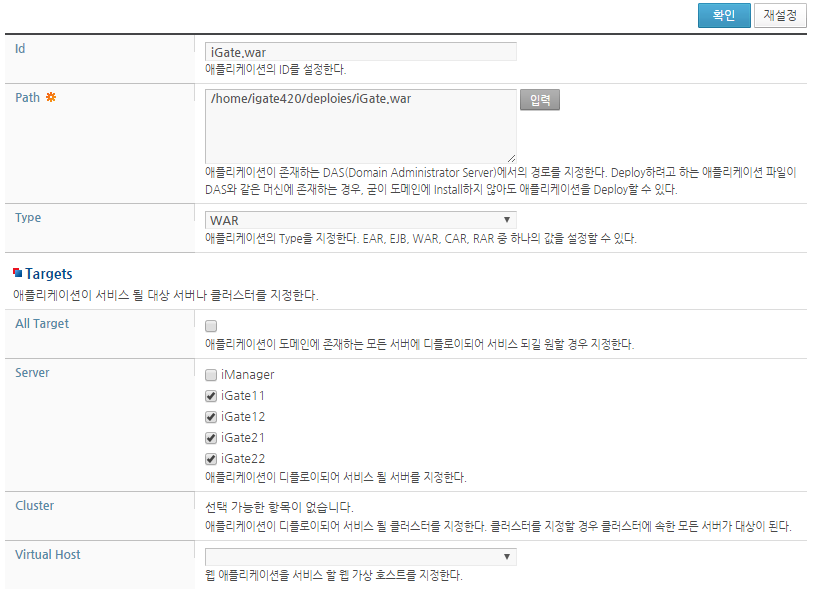 확인 재설정
Id
iGate.war
애플리케이션의 ID를 설정한다.
Path
/home/igate420/deploies/iGate.war
입력
애플리케이션이 존재하는 DAS(Domain Administrator Server)에서의 경로를 지정한다. Deploy하려고 하는 애플리케이션 파일이
DAS와 같은 머신에 존재하는 경우, 굳이 도메인에 Install하지 않아도 애플리케이션을 Deploy할 수 있다.
Type
WAR
애플리케이션의 Type을 지정한다. EAR, EJB, WAR, CAR, RAR 중 하나의 값을 설정할 수 있다.
Targets
애플리케이션이 서비스 될 대상 서버나 클러스터를 지정한다.
All Target
애플리케이션이 도메인에 존재하는 모든 서버에 디플로이되어 서비스 되길 원할 경우 지정한다.
Server
iManager
iGate11
iGate12
iGate21
iGate22
애플리케이션이 디플로이되어 서비스 될 서버를 지정한다.
Cluster
선택 가능한 항목이 없습니다.
애플리케이션이 디플로이되어 서비스 될 클러스터를 지정한다. 클러스터를 지정할 경우 클러스터에 속한 모든 서버가 대상이 된다.
Virtual Host
웹 애플리케이션을 서비스 할 웹 가상 호스트를 지정한다.